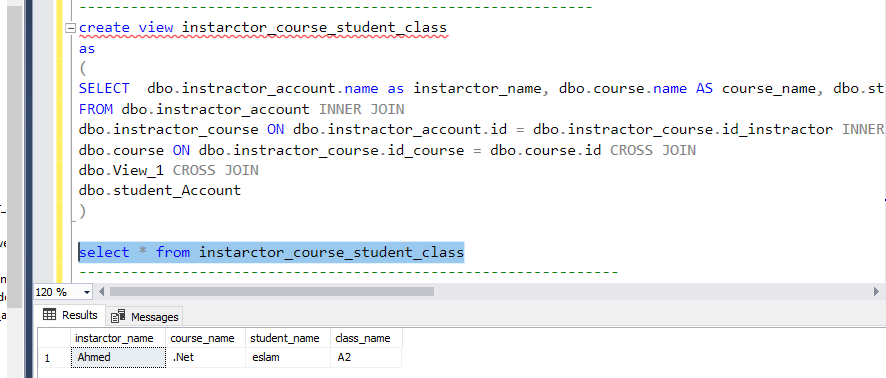 ------------------------------------------------------------
create view instarctor_course_student_class
as
(
SELECT  dbo.instractor_account.name as instarctor_name, dbo.course.name AS course_name, dbo.st
FROM dbo.instractor_account INNER JOIN
dbo.instractor_course ON dbo.instractor_account.id = dbo.instractor_course.id_instractor INNER
dbo.course ON dbo.instractor_course.id_course = dbo.course.id CROSS JOIN
dbo.View_1 CROSS JOIN
dbo.student_Account
)
select * from instarctor_course_student_class
---------------------------------------------------------------
120 %
Results Messages
instarctor_name course_name student_name class_name
1 Ahmed .Net eslam A2